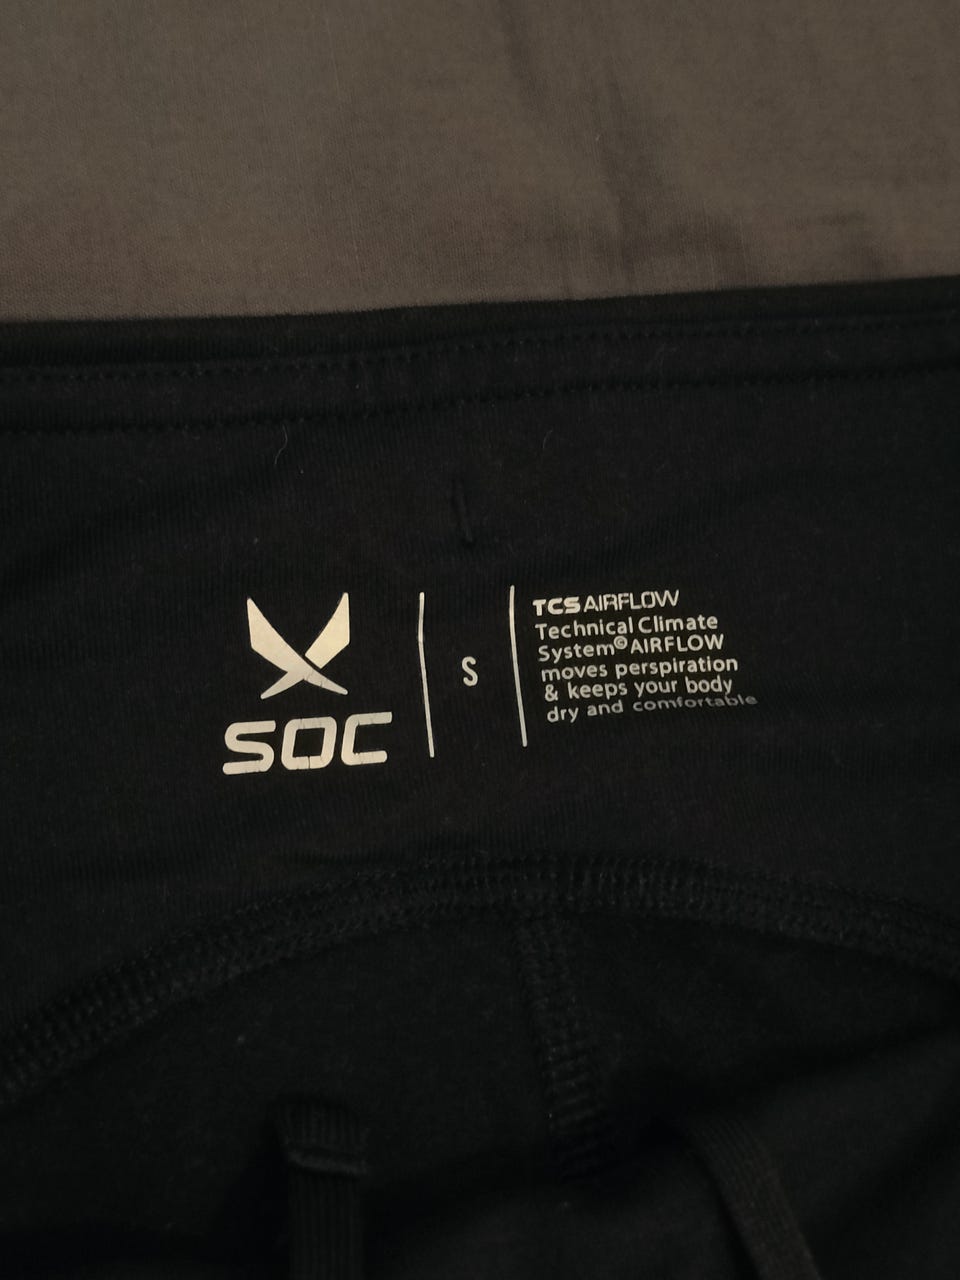 SOC
S
TCS AIRFLOW
Technical Climate
System© AIRFLOW
moves perspiration
& keeps your body
dry and comfortable